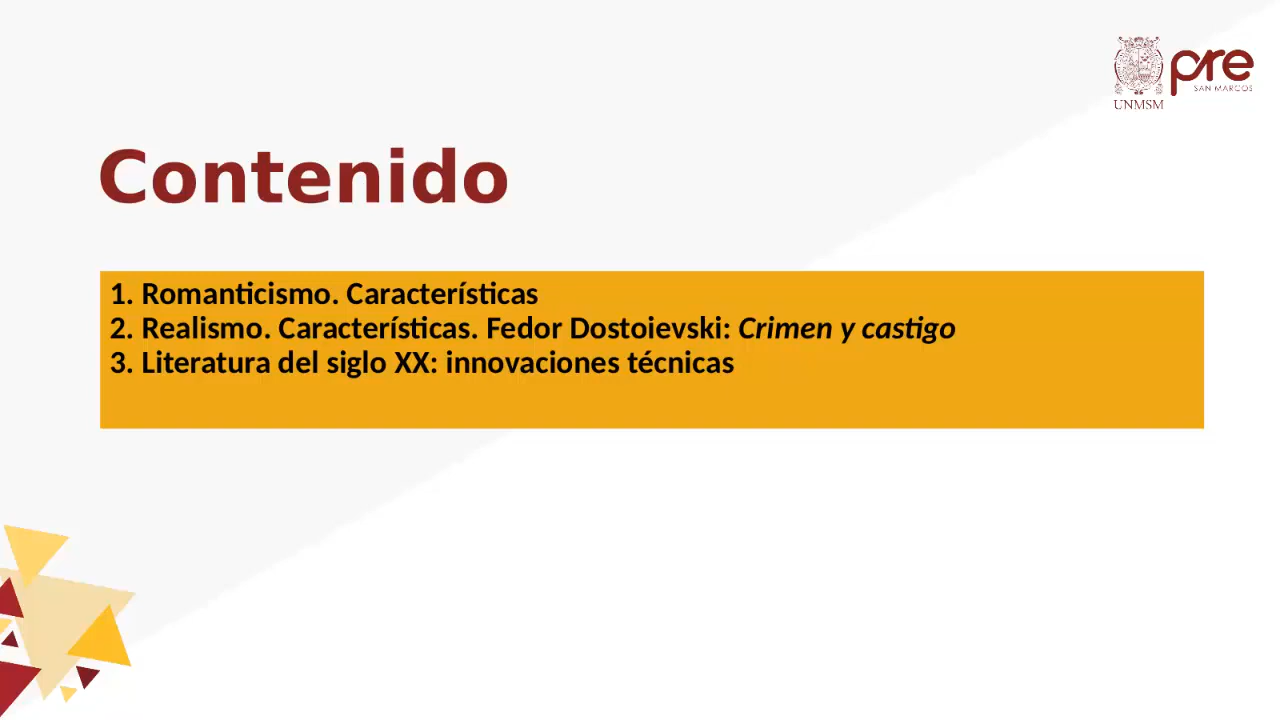 UNMSM
pre
SAN MARCOS
Contenido
1. Romanticismo. Características
2. Realismo. Características. Fedor Dostoievski: Crimen y castigo
3. Literatura del siglo XX: innovaciones técnicas